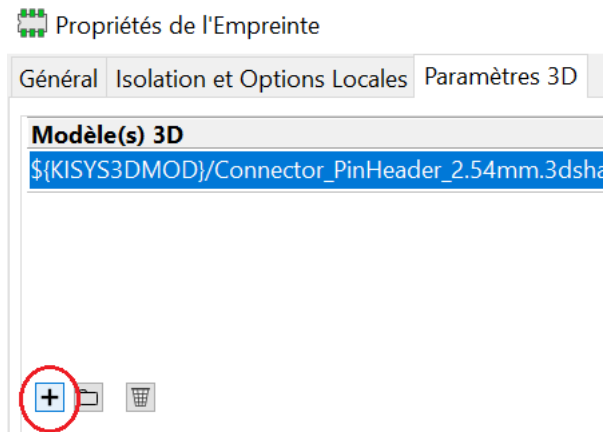 Propriétés de l'Empreinte
Général Isolation et Options Locales Paramètres 3D
Modèle(s) 3D
${KISYS3DMOD}/Connector_PinHeader_2.54mm.3dsha